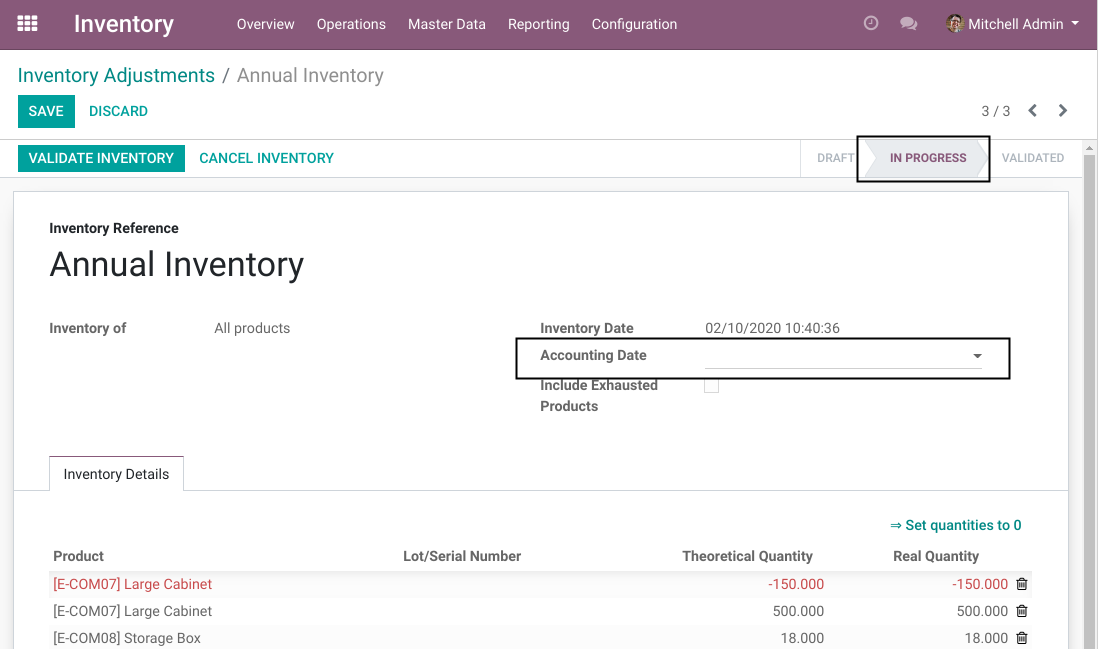 Inventory Overview Operations Master Data Reporting Configuration Mitchell Admin
Inventory Adjustments / Annual Inventory
SAVE DISCARD 3 / 3
VALIDATE INVENTORY CANCEL INVENTORY DRAFT IN PROGRESS VALIDATED
Inventory Reference
Annual Inventory
Inventory of All products Inventory Date 02/10/2020 10:40:36
Accounting Date
Include Exhausted
Products
Inventory Details
⇒ Set quantities to 0
Product Lot/Serial Number Theoretical Quantity Real Quantity
[E-COM07] Large Cabinet -150.000 -150.000
[E-COM07] Large Cabinet 500.000 500.000
[E-COM08] Storage Box 18.000 18.000